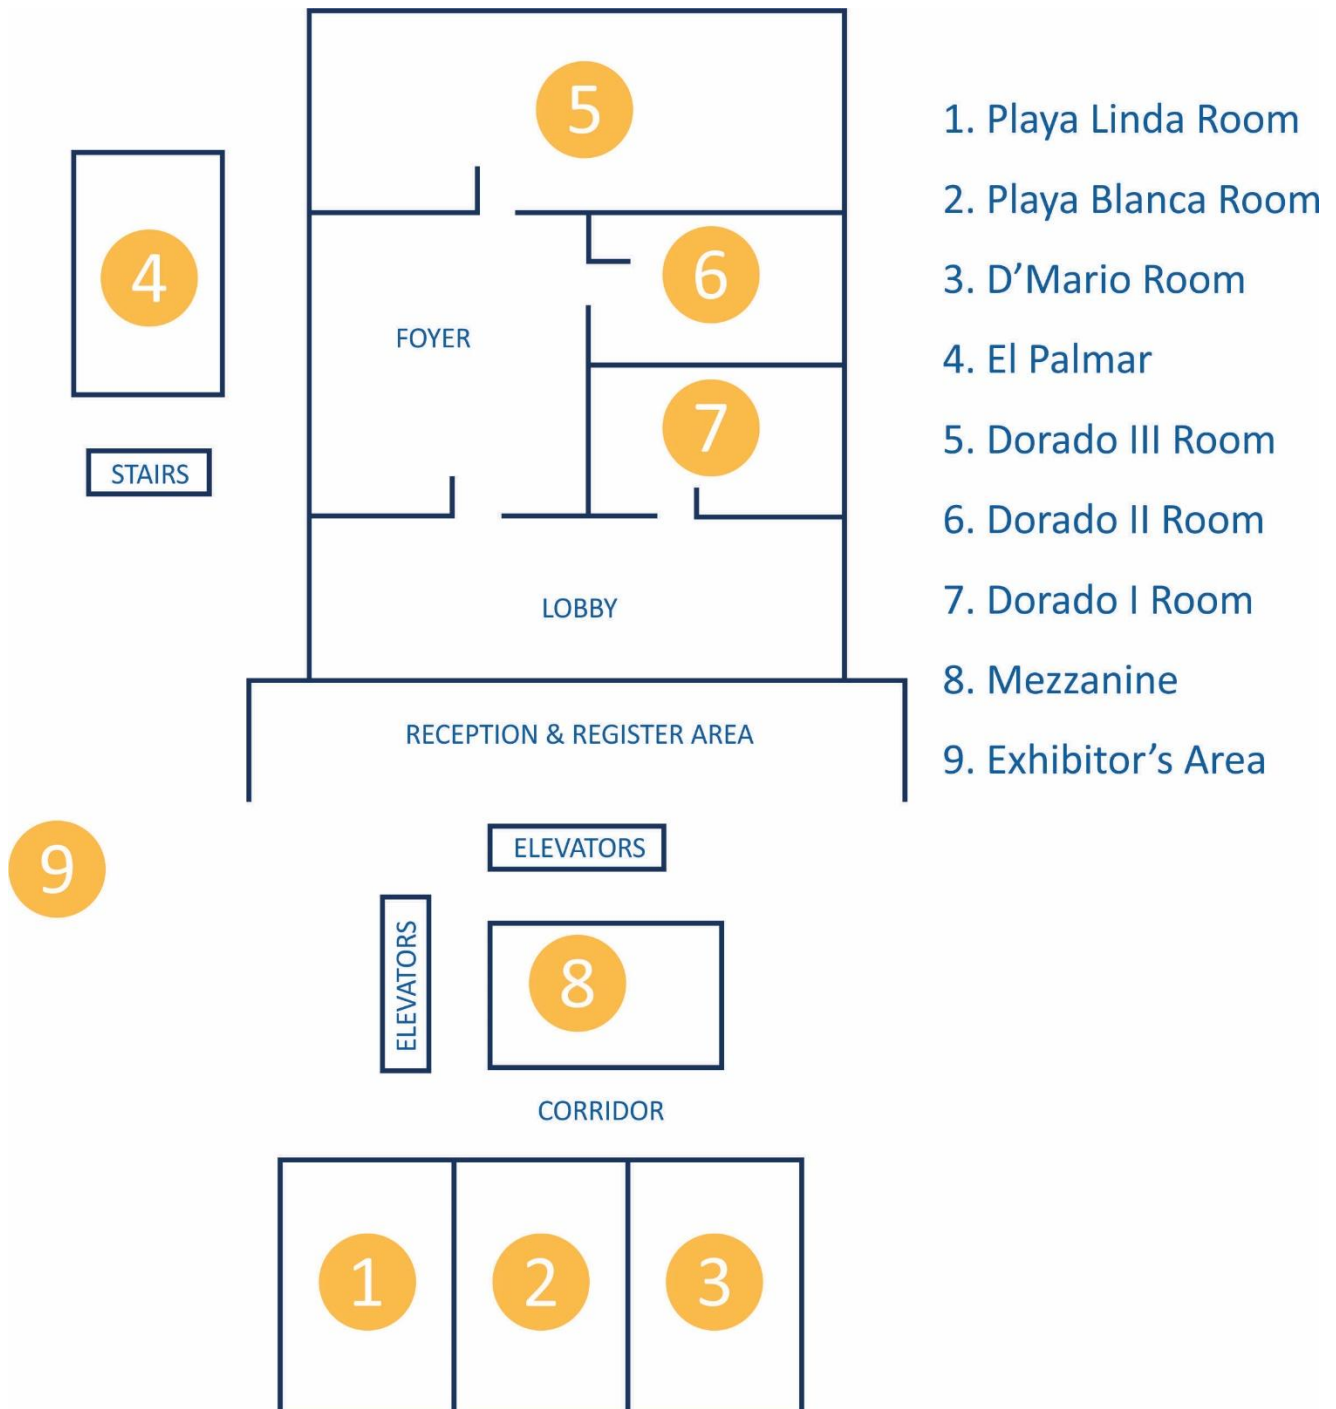 5
1. Playa Linda Room
2. Playa Blanca Room
3. D’Mario Room
4. El Palmar
5. Dorado III Room
6. Dorado II Room
7. Dorado I Room
8. Mezzanine
9. Exhibitor’s Area
4
6
FOYER
7
STAIRS
LOBBY
RECEPTION & REGISTER AREA
ELEVATORS
9
ELEVATORS
8
CORRIDOR
1
2
3